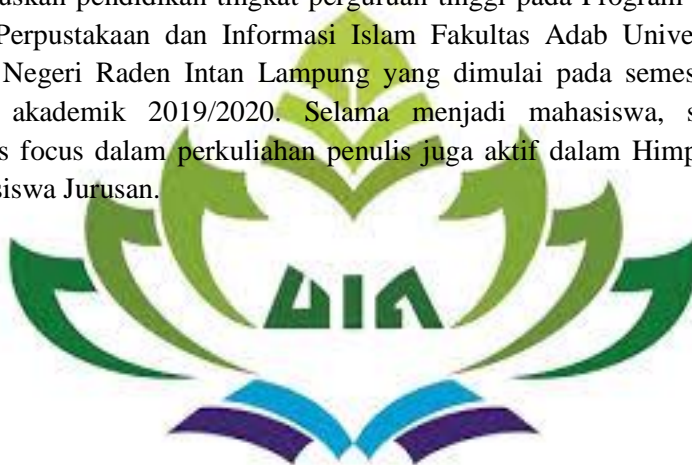 uskan pendidikan tingkat perguruan tinggi pada Program
Perpustakaan dan Informasi Islam Fakultas Adab Unive
Negeri Raden Intan Lampung yang dimulai pada semes
akademik 2019/2020. Selama menjadi mahasiswa, s
s focus dalam perkuliahan penulis juga aktif dalam Himp
siswa Jurusan.
UIN